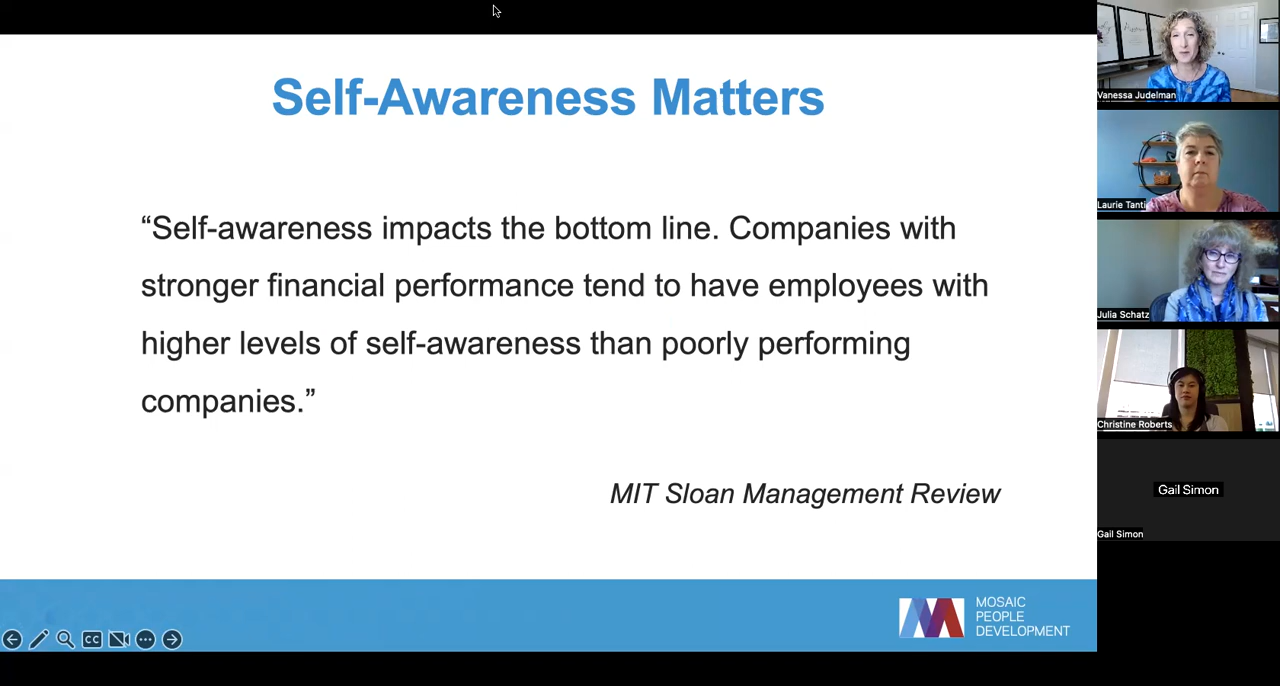 Self-Awareness Matters
“Self-awareness impacts the bottom line. Companies with
stronger financial performance tend to have employees with
higher levels of self-awareness than poorly performing
companies.”
MIT Sloan Management Review
MOSAIC
PEOPLE
DEVELOPMENT
CC
Vanessa Judelman
Laurie Tanti
Julia Schatz
Christine Roberts
Gail Simon
Gail Simon